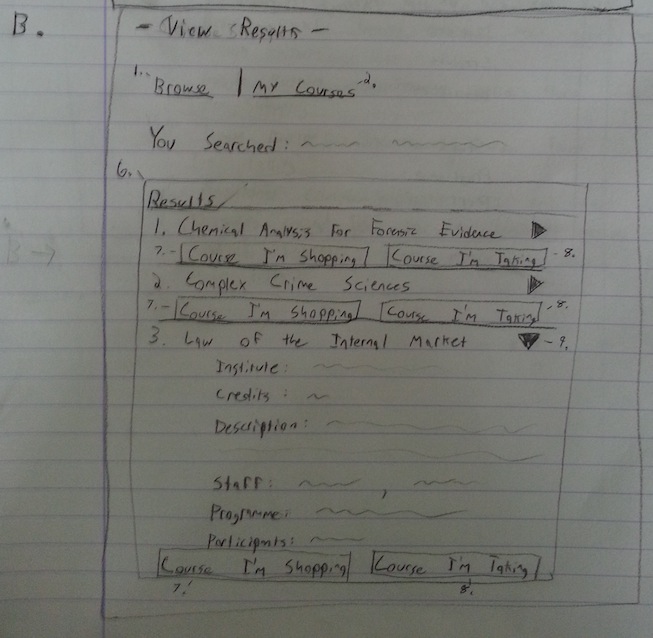 B.
- View Results -
1. Browse | My Courses 2.
You Searched:
6.
Results
1. Chemical Analysis For Forensic Evidence
7. - Course I'm Shopping Course I'm Taking - 8.
2. Complex Crime Sciences
7. - Course I'm Shopping Course I'm Taking - 8.
3. Law of the Internal Market - 9.
Institute:
Credits:
Description:
Staff: ,
Programme:
Participants:
Course I'm Shopping Course I'm Taking
7. 8.